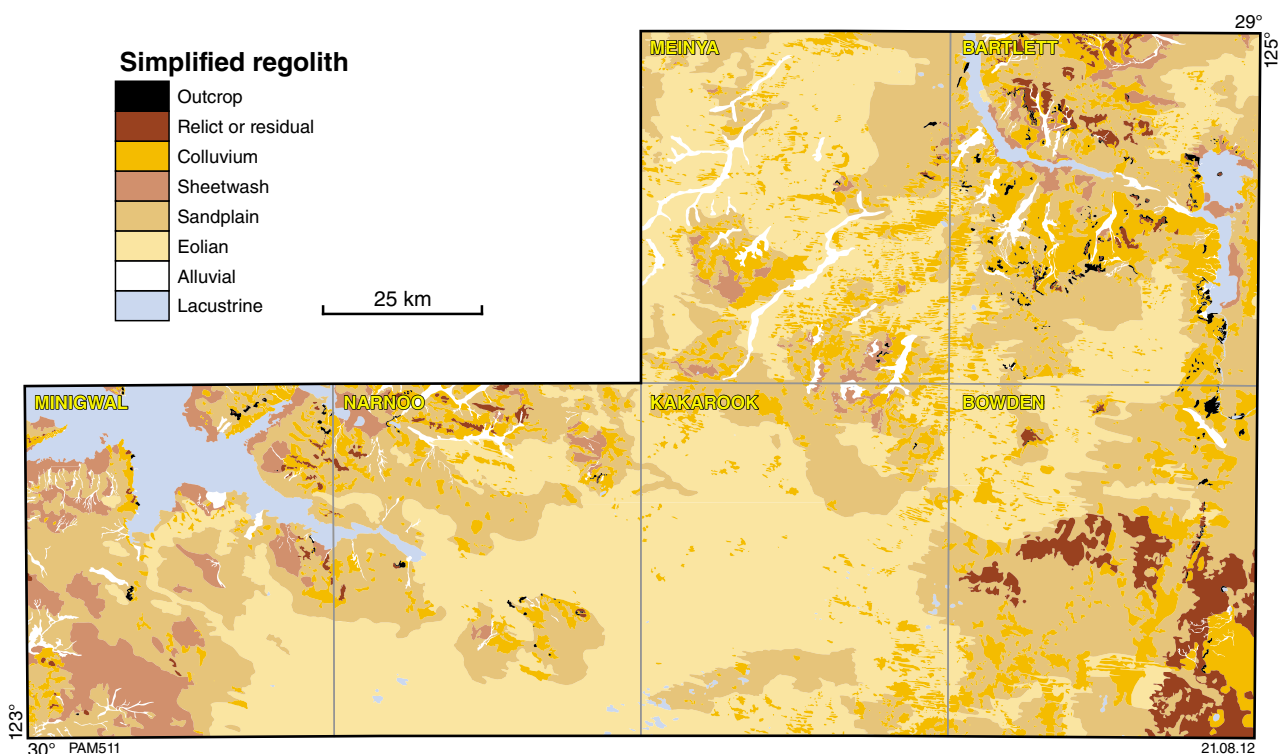 29°
125°
MEINYA
BARTLETT
Simplified regolith
Outcrop
Relict or residual
Colluvium
Sheetwash
Sandplain
Eolian
Alluvial
Lacustrine
25 km
MINIGWAL
NARNOO
KAKAROOK
BOWDEN
123°
30°
PAM511
21.08.12